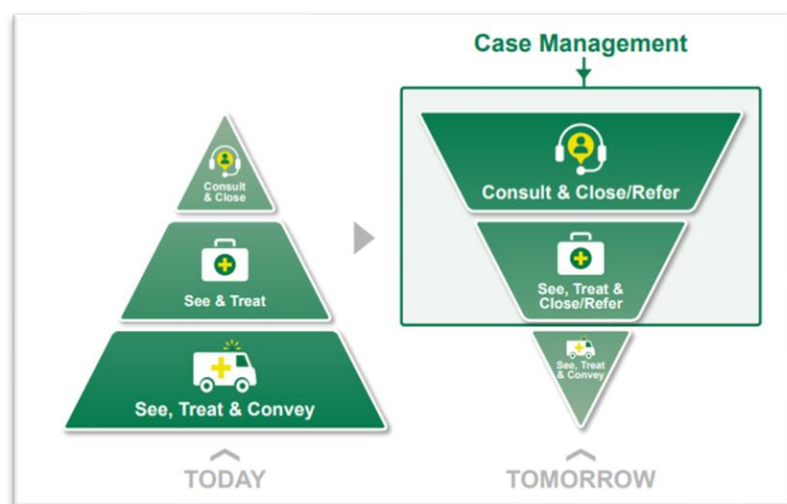 Case Management
Consult
& Close
See & Treat
See, Treat & Convey
TODAY
Consult & Close/Refer
See, Treat &
Close/Refer
See, Treat
& Convey
TOMORROW